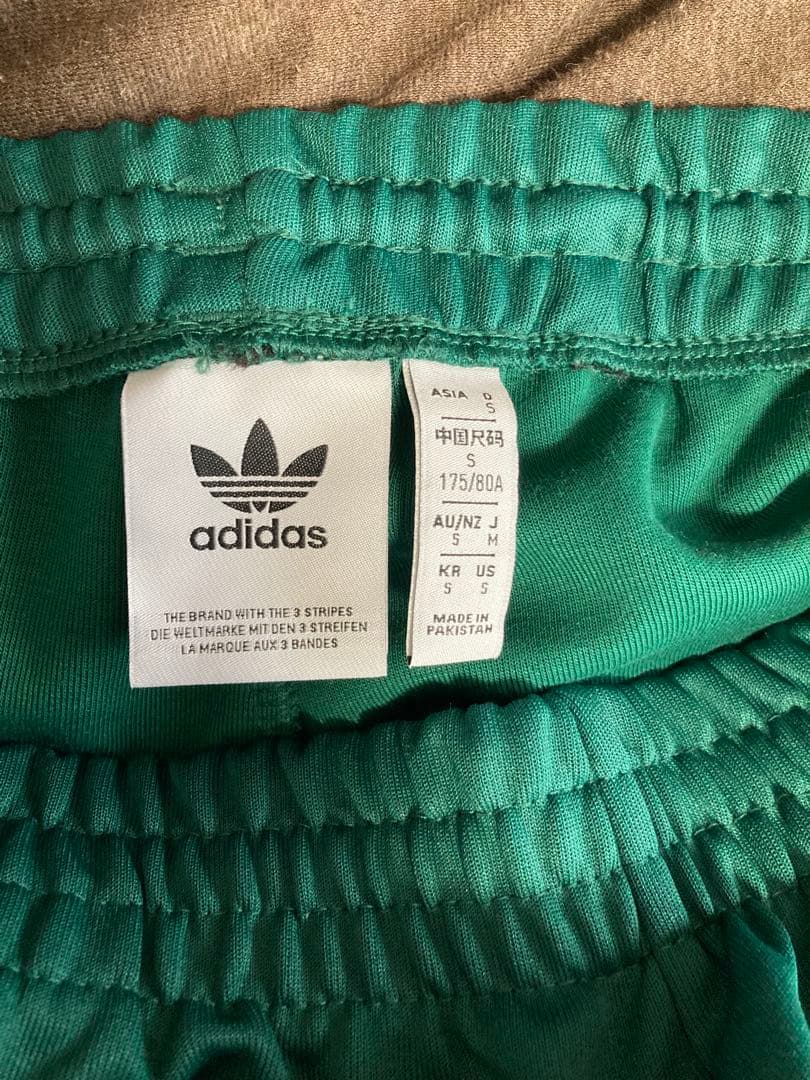 adidas
THE BRAND WITH THE 3 STRIPES
DIE WELTMARKE MIT DEN 3 STREIFEN
LA MARQUE AUX 3 BANDES
ASIA D
S
中国尺码
S
175/80A
AU/NZ J
S M
KR US
S S
MADE IN
PAKISTAN